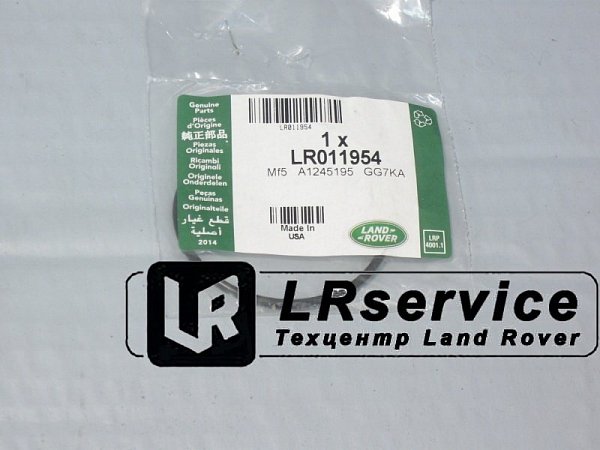 Genuine
Parts
Pièces
d'Origine
純正部品
Piezas
Originales
Ricambi
Originali
Originele
Onderdelen
Peças
Genuínas
Originalteile
قطع غيار
أصلية
2014
LR011954
1 x
LR011954
Mf5 A1245195 GG7KA
Made In
USA
LAND
ROVER
LRP
4001.1
LR
LRservice
Техцентр Land Rover